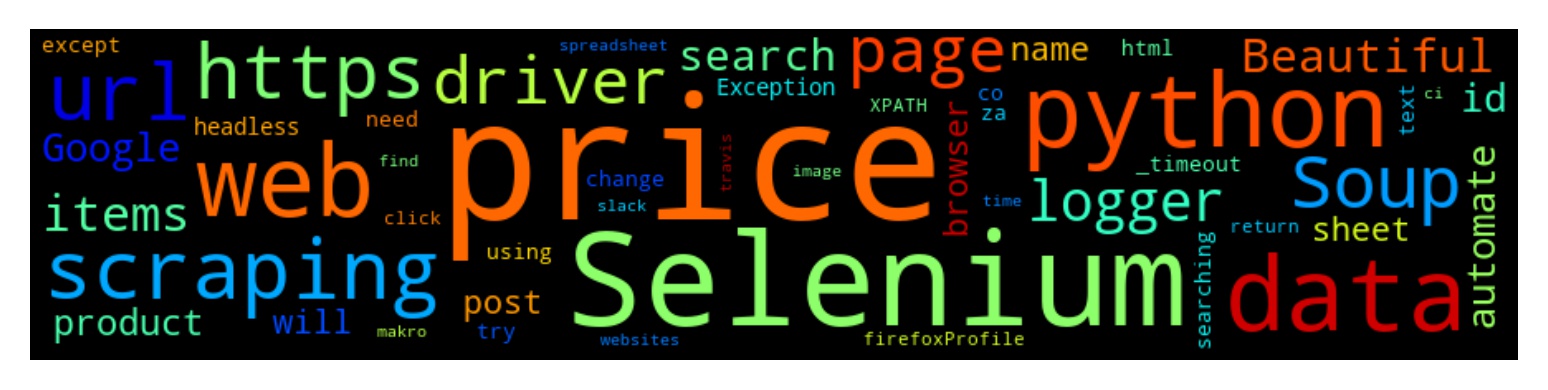 except
spreadsheet
search
page
name
html
Beautiful
url
https
driver
Exception
XPATH
co
za
python
text
ci
id
Google
headless
need
price
travis
browser
_timeout
web
find
image
change
slack
time
logger
Soup
automate
items
click
return
sheet
scraping
using
Selenium
searching
data
product
will
makro
post
try
websites
firefoxProfile